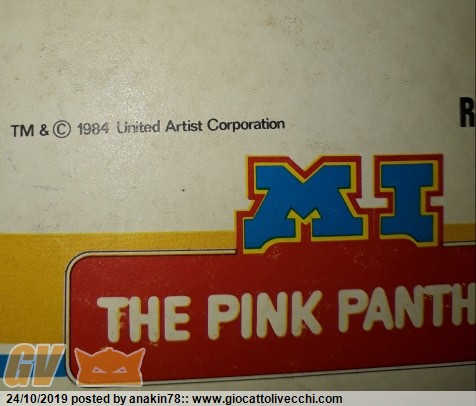 R
TM & © 1984 United Artist Corporation
MI
THE PINK PANTH
GV
24/10/2019 posted by anakin78:: www.giocattolivecchi.com